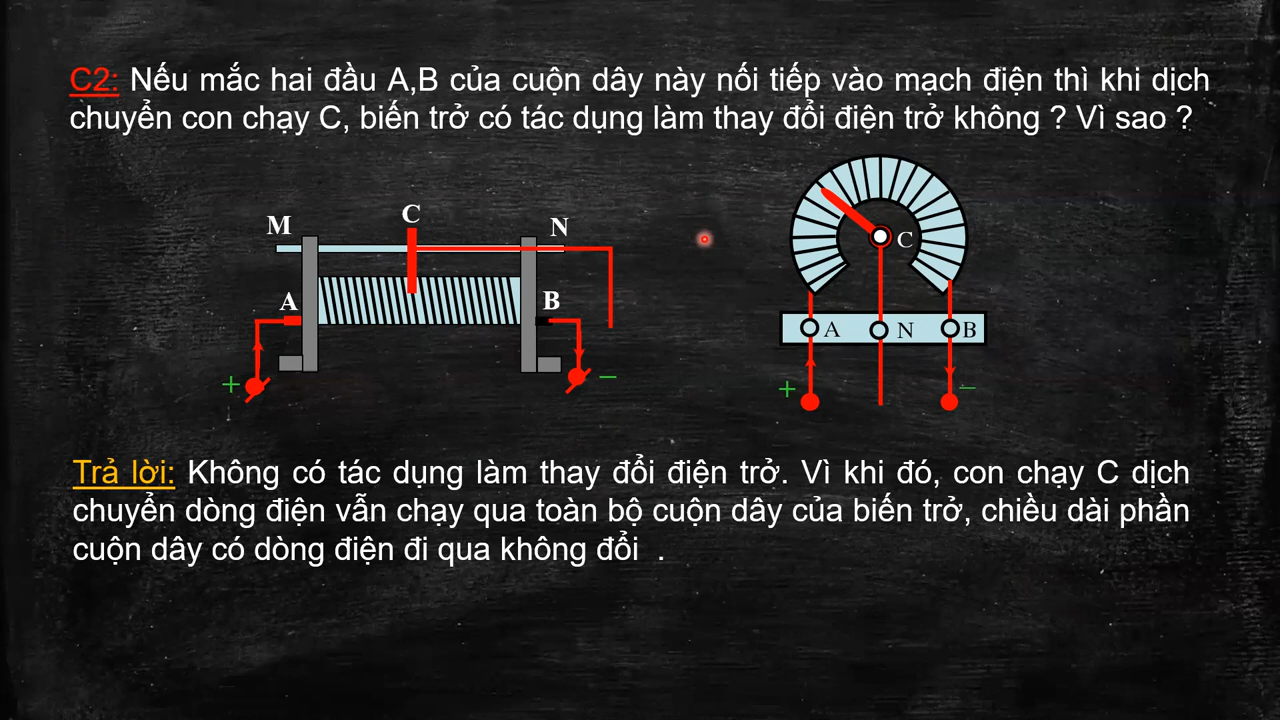 C2: Nếu mắc hai đầu A,B của cuộn dây này nối tiếp vào mạch điện thì khi dịch
chuyển con chạy C, biến trở có tác dụng làm thay đổi điện trở không ? Vì sao ?
M
C
N
A
B
+
−
C
A
N
B
+
−
Trả lời: Không có tác dụng làm thay đổi điện trở. Vì khi đó, con chạy C dịch
chuyển dòng điện vẫn chạy qua toàn bộ cuộn dây của biến trở, chiều dài phần
cuộn dây có dòng điện đi qua không đổi .